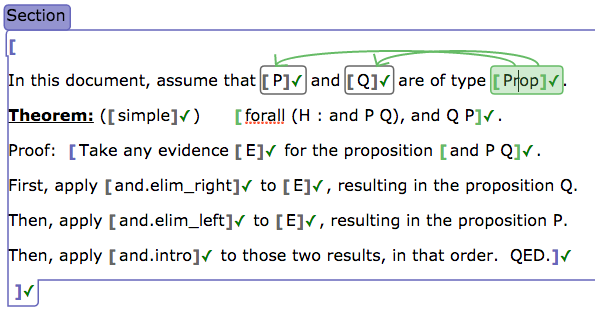 Section
[
In this document, assume that [ P]✓ and [ Q]✓ are of type [ Prop]✓.
Theorem: ([ simple]✓) [ forall (H : and P Q), and Q P]✓.
Proof: [ Take any evidence [ E]✓ for the proposition [ and P Q]✓.
First, apply [ and.elim_right]✓ to [ E]✓, resulting in the proposition Q.
Then, apply [ and.elim_left]✓ to [ E]✓, resulting in the proposition P.
Then, apply [ and.intro]✓ to those two results, in that order. QED.]✓
]✓